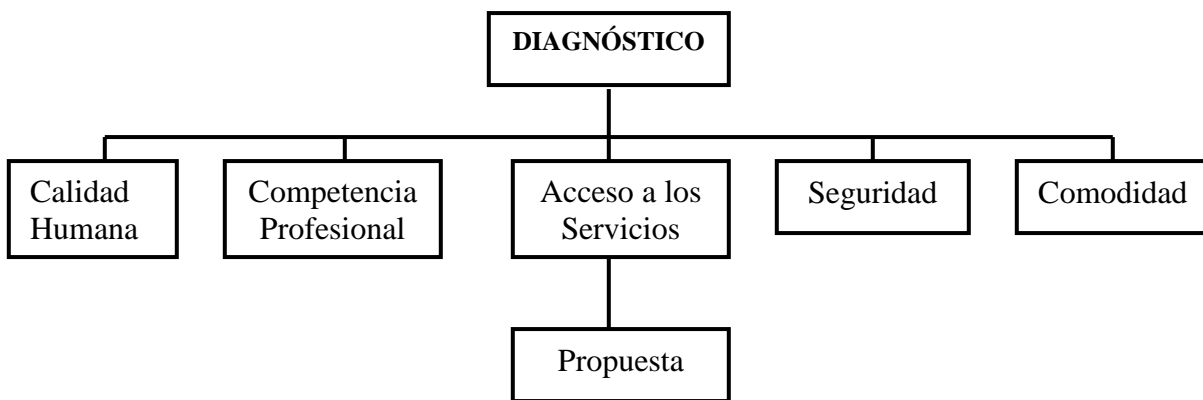 DIAGNÓSTICO
Calidad
Humana
Competencia
Profesional
Acceso a los
Servicios
Seguridad
Comodidad
Propuesta